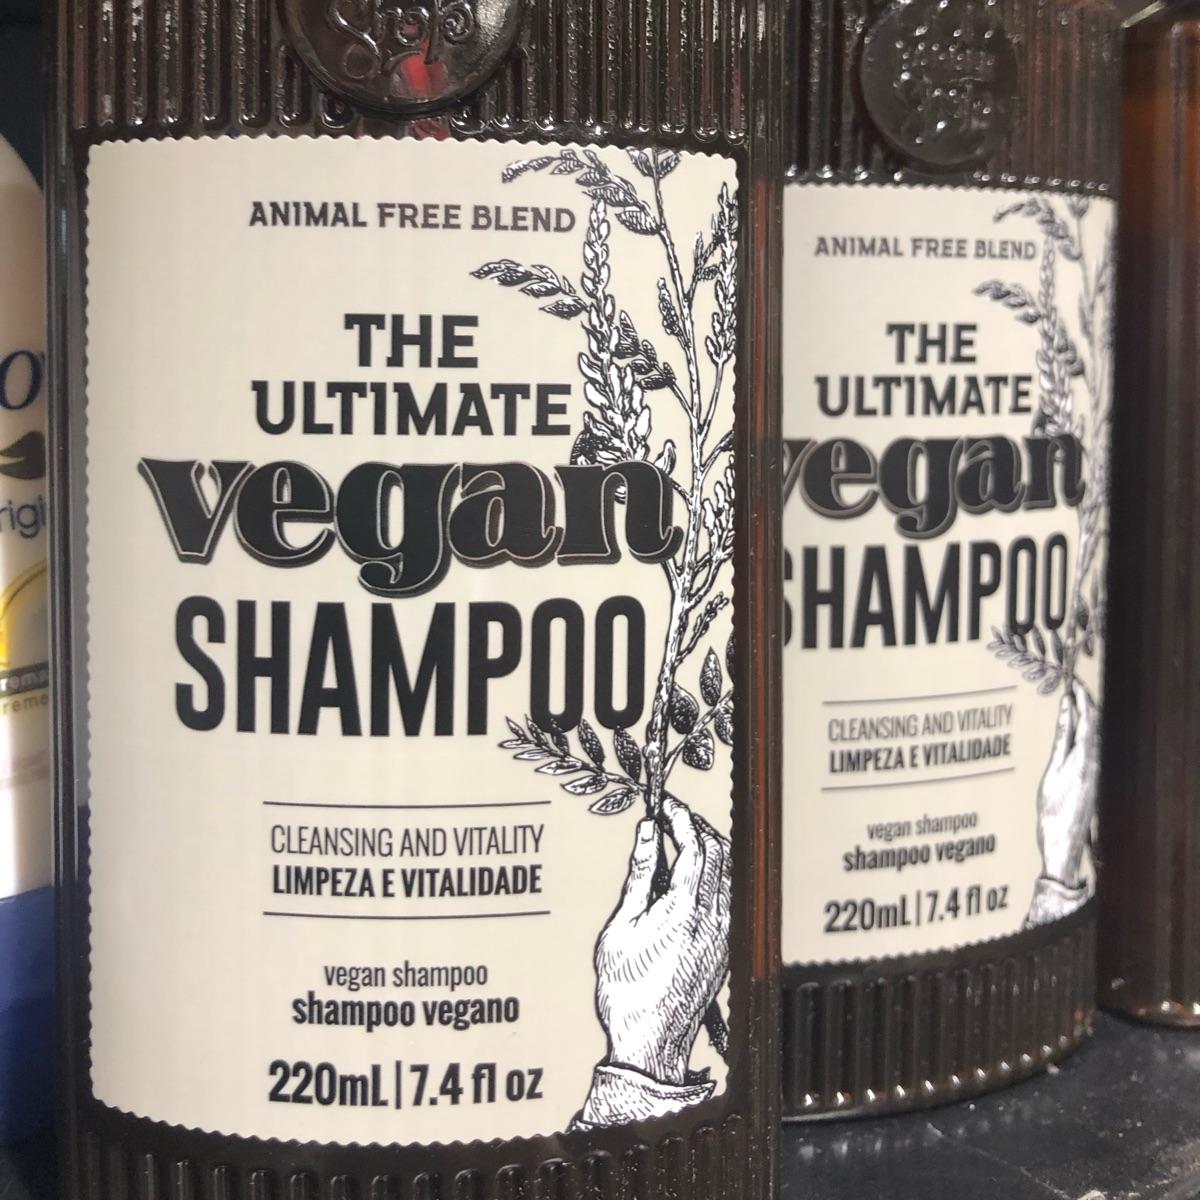 ANIMAL FREE BLEND
THE
ULTIMATE
vegan
SHAMPOO
CLEANSING AND VITALITY
LIMPEZA E VITALIDADE
vegan shampoo
shampoo vegano
220mL|7.4 fl oz
ANIMAL FREE BLEND
THE
ULTIMATE
vegan
SHAMPOO
CLEANSING AND VITALITY
LIMPEZA E VITALIDADE
vegan shampoo
shampoo vegano
220mL|7.4 fl oz